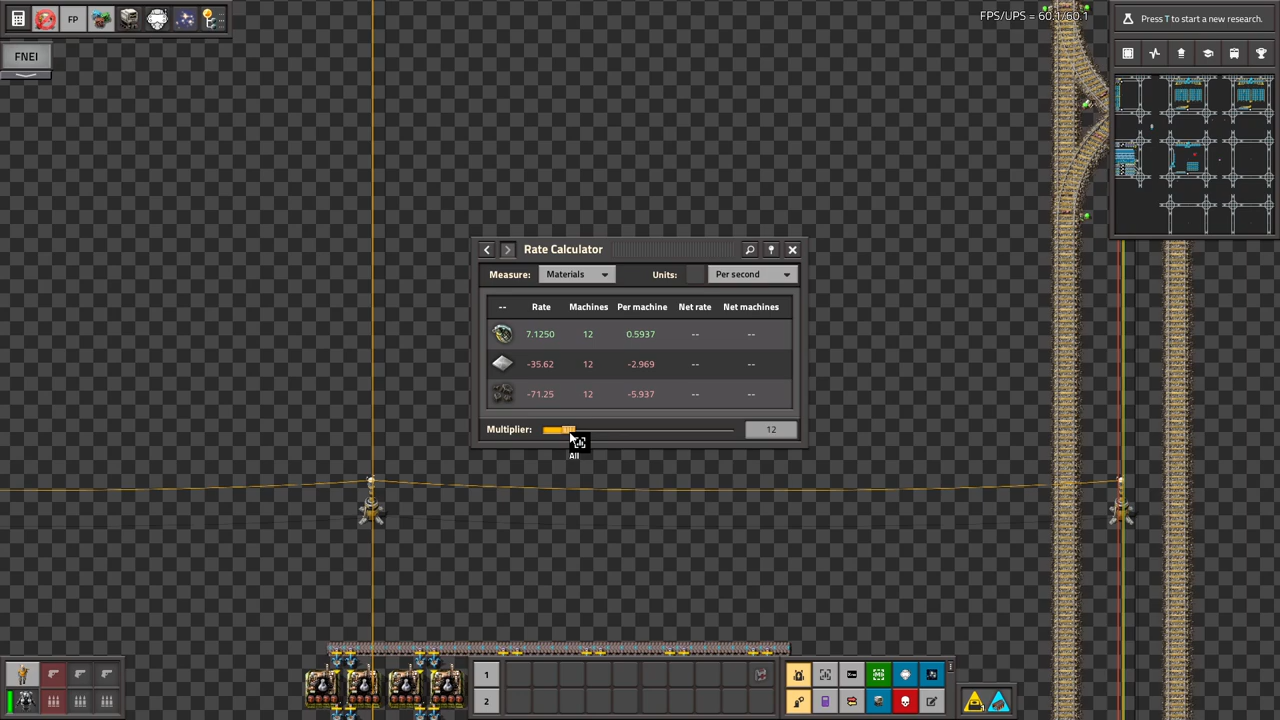 FP
FPS/UPS = 60.1/60.1
Press T to start a new research.
FNEI
Rate Calculator
Measure: Materials Units: Per second
-- Rate Machines Per machine Net rate Net machines
7.1250 12 0.5937 -- --
-35.62 12 -2.969 -- --
-71.25 12 -5.937 -- --
Multiplier: 12
All
1
2